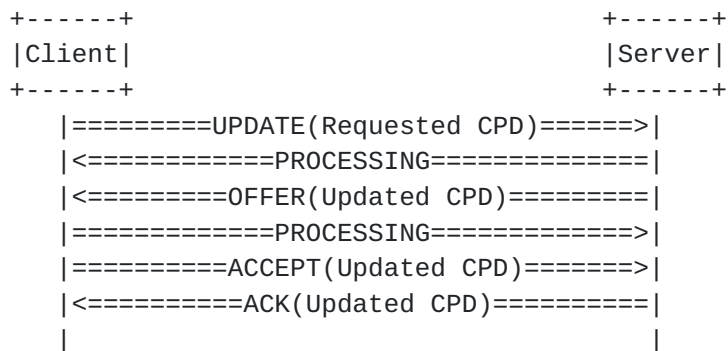 +------+                              +------+
|Client|                              |Server|
+------+                              +------+
   |=========UPDATE(Requested CPD)======>|
   |<============PROCESSING==============|
   |<=========OFFER(Updated CPD)=========|
   |=============PROCESSING=============>|
   |==========ACCEPT(Updated CPD)=======>|
   |<==========ACK(Updated CPD)==========|
   |                                     |